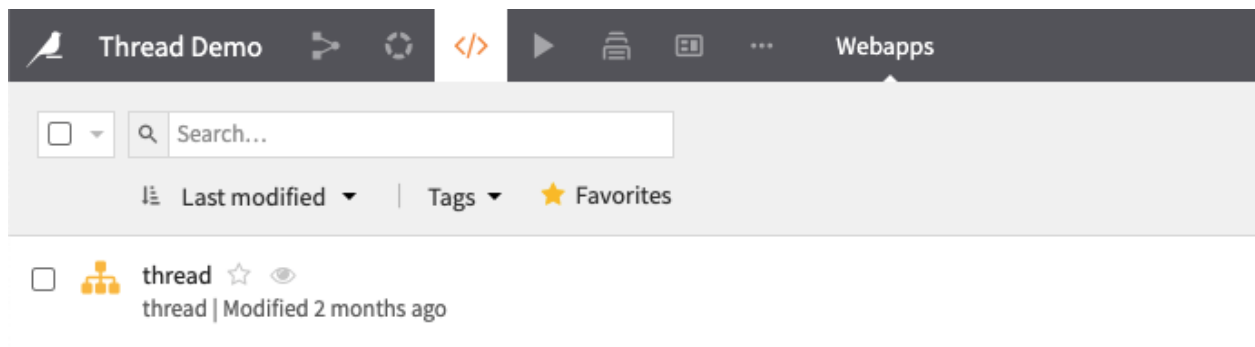 Thread Demo </> ... Webapps
Search...
Last modified | Tags Favorites
thread
thread | Modified 2 months ago